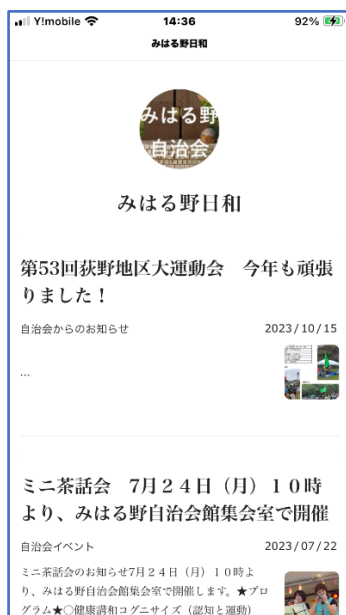 Y!mobile 14:36 92%
みはる野日和
みはる野
自治会
みはる野日和
第53回荻野地区大運動会　今年も頑張
りました！
自治会からのお知らせ 2023/10/15
...
ミニ茶話会　7月２４日（月）１０時
より、みはる野自治会館集会室で開催
自治会イベント 2023/07/22
ミニ茶話会のお知らせ7月２４日（月）１０時よ
り、みはる野自治会館集会室で開催します。★プロ
グラム★〇健康講和コグニサイズ（認知と運動）